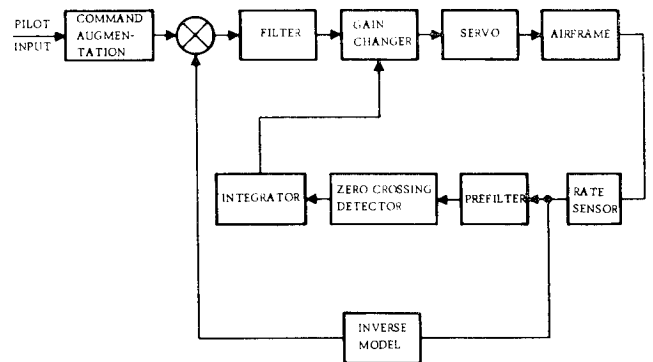 PILOT
INPUT
COMMAND
AUGMEN-
TATION
FILTER
GAIN
CHANGER
SERVO
AIRFRAME
INTEGRATOR
ZERO CROSSING
DETECTOR
PREFILTER
RATE
SENSOR
INVERSE
MODEL